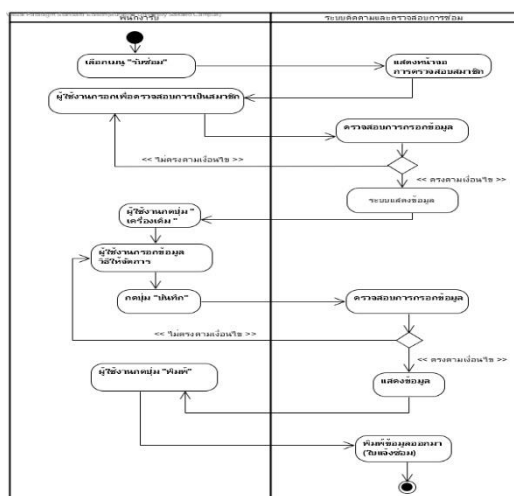 พนักงานรับ
ระบบติดตามและตรวจสอบการซ่อม
เลือกเมนู "รับซ่อม"
แสดงหน้าจอ
การตรวจสอบสมาชิก
ผู้ใช้งานกรอกเพื่อตรวจสอบการเป็นสมาชิก
ตรวจสอบการกรอกข้อมูล
<< ไม่ตรงตามเงื่อนไข >>
<< ตรงตามเงื่อนไข >>
ระบบแสดงข้อมูล
ผู้ใช้งานกดปุ่ม "
เครื่องเดิม "
ผู้ใช้งานกรอกข้อมูล
วิธีให้จัดการ
กดปุ่ม "บันทึก"
ตรวจสอบการกรอกข้อมูล
<< ไม่ตรงตามเงื่อนไข >>
<< ตรงตามเงื่อนไข >>
ผู้ใช้งานกดปุ่ม "พิมพ์"
แสดงข้อมูล
พิมพ์ข้อมูลออกมา
(ใบแจ้งซ่อม)